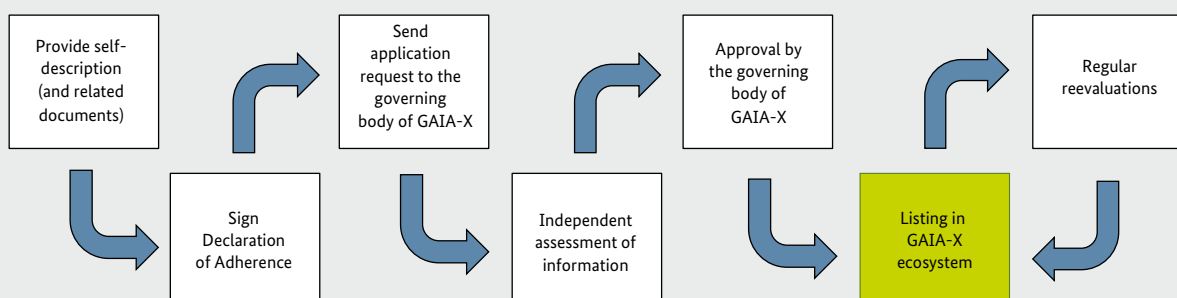 Provide self-
description
(and related
documents)
Sign
Declaration
of Adherence
Send
application
request to the
governing
body of GAIA-X
Independent
assessment of
information
Approval by
the governing
body of
GAIA-X
Listing in
GAIA-X
ecosystem
Regular
reevaluations